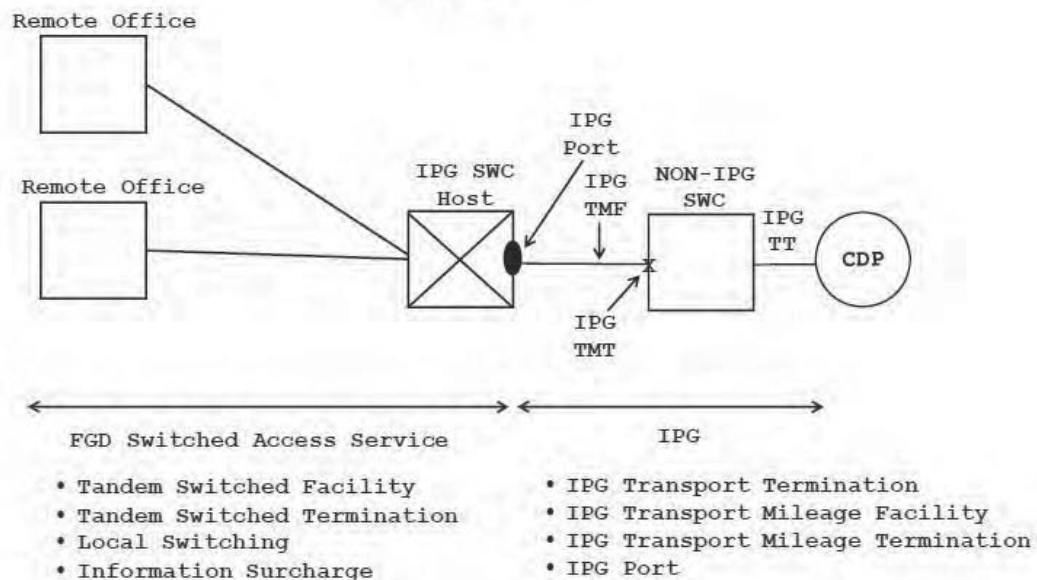 Remote Office
Remote Office
IPG SWC
Host
IPG
Port
IPG
TMF
NON-IPG
SWC
IPG
TT
CDP
X
IPG
TMT
FGD Switched Access Service
• Tandem Switched Facility
• Tandem Switched Termination
• Local Switching
• Information Surcharge
IPG
• IPG Transport Termination
• IPG Transport Mileage Facility
• IPG Transport Mileage Termination
• IPG Port